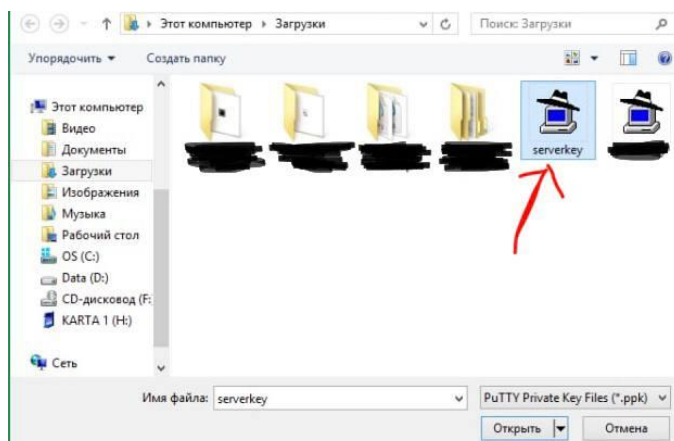 Этот компьютер Загрузки
Поиск: Загрузки
Упорядочить
Создать папку
Этот компьютер
Видео
Документы
Загрузки
Изображения
Музыка
Рабочий стол
OS (C:)
Data (D:)
CD-дисковод (F:
KARTA 1 (H:)
Сеть
serverkey
Имя файла: serverkey
PuTTY Private Key Files (*.ppk)
Открыть
Отмена